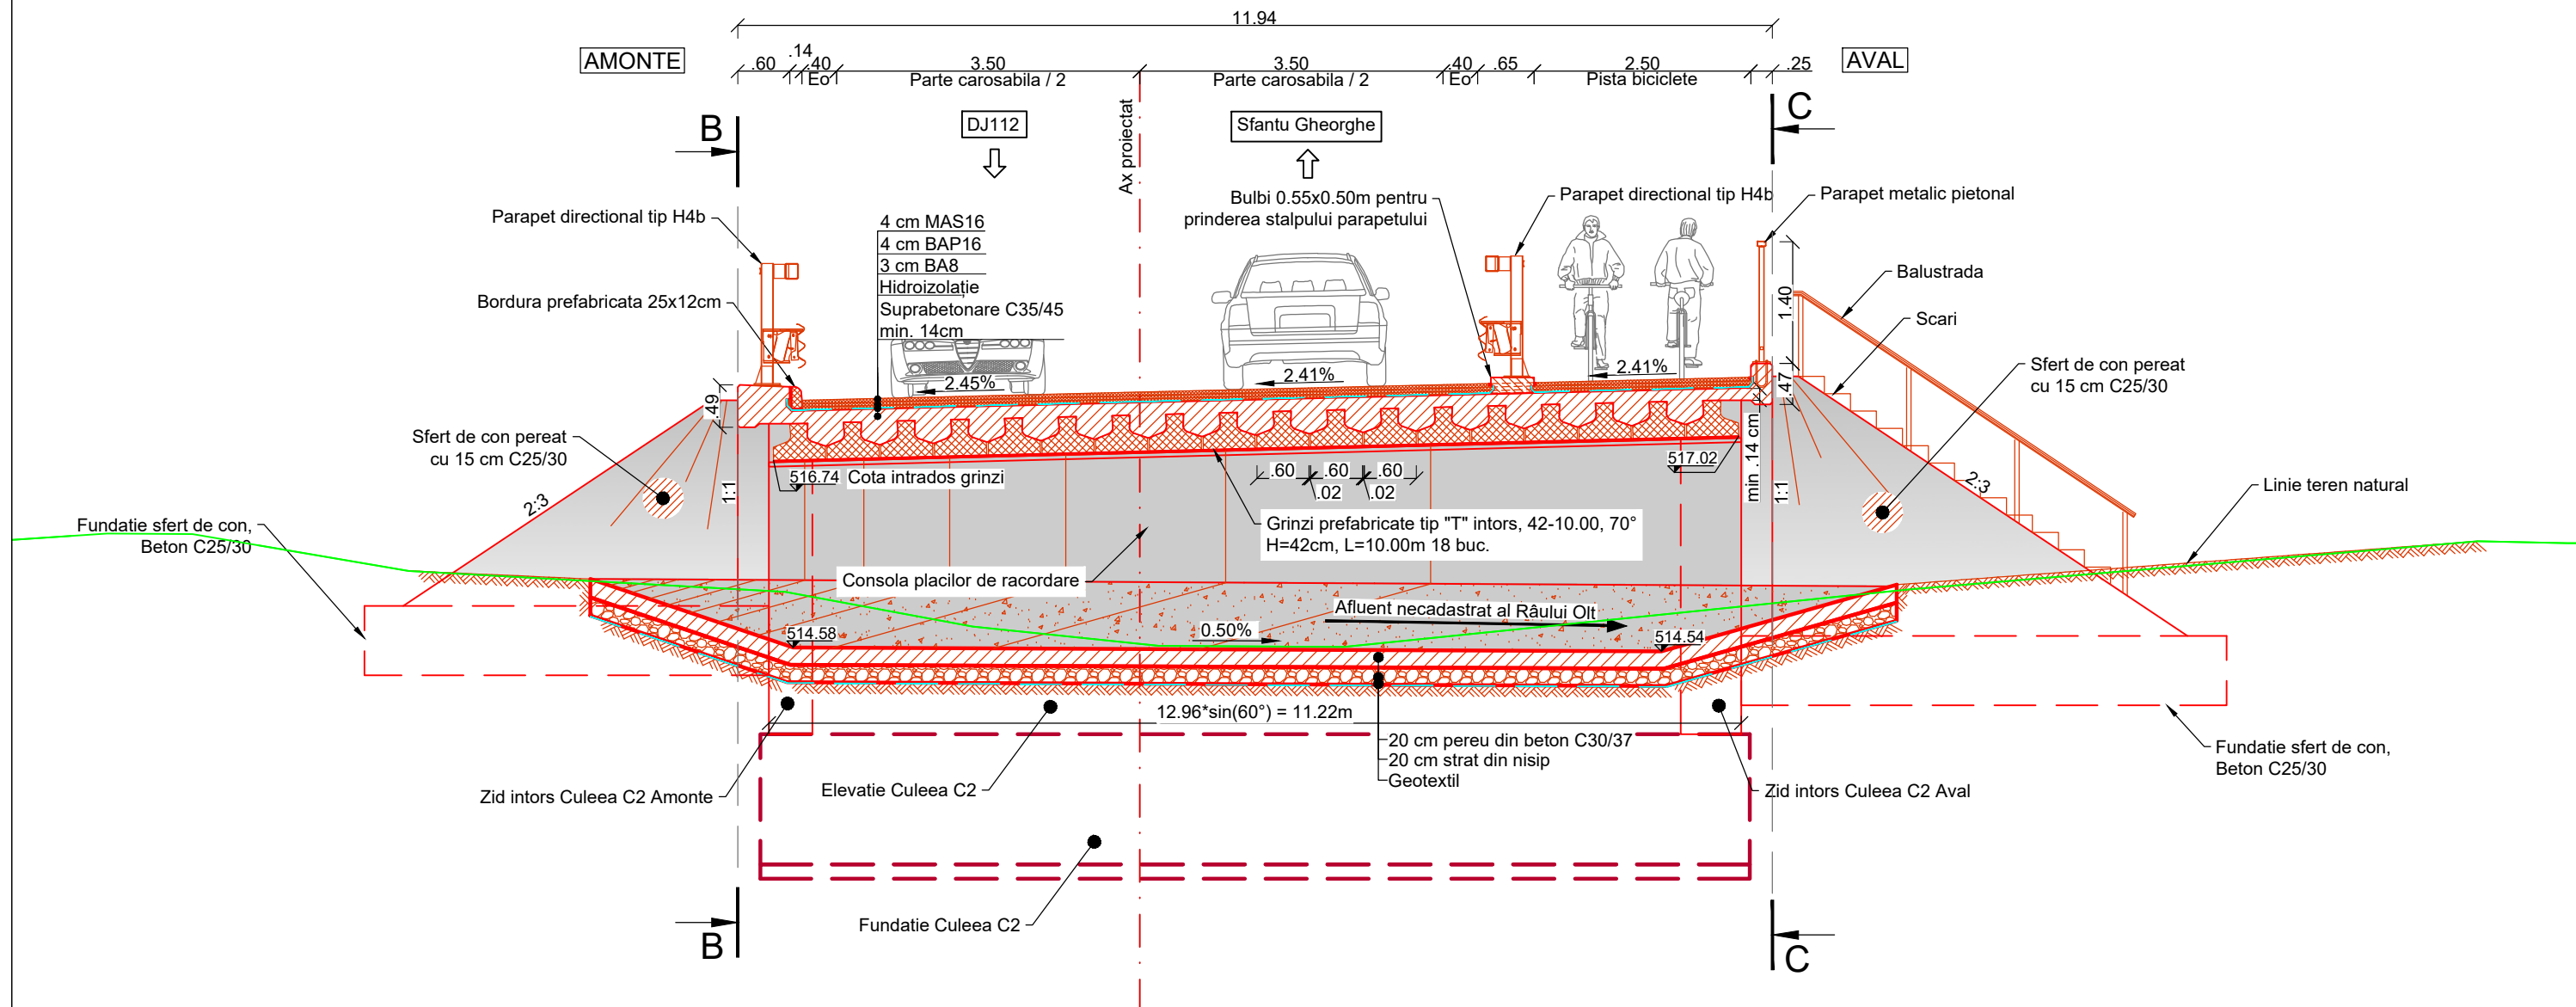 11.94
AMONTE
.60
.14
.40
3.50
3.50
.40
.65
2.50
.25
AVAL
Eo
Parte carosabila / 2
Parte carosabila / 2
Eo
Pista biciclete
B
DJ112
Ax proiectat
Sfantu Gheorghe
C
Parapet directional tip H4b
4 cm MAS16
4 cm BAP16
3 cm BA8
Hidroizolație
Suprabetonare C35/45
min. 14cm
Bulbi 0.55x0.50m pentru
prinderea stalpului parapetului
Parapet directional tip H4b
Parapet metalic pietonal
Bordura prefabricata 25x12cm
1.40
Balustrada
Scari
2.45%
2.41%
2.41%
.49
.47
Sfert de con pereat
cu 15 cm C25/30
Sfert de con pereat
cu 15 cm C25/30
2:3
1:1
516.74
Cota intrados grinzi
.60
.60
.60
.02
.02
517.02
min .14 cm
1:1
2:3
Linie teren natural
Fundatie sfert de con,
Beton C25/30
Grinzi prefabricate tip "T" intors, 42-10.00, 70°
H=42cm, L=10.00m 18 buc.
Consola placilor de racordare
Afluent necadastrat al Râului Olt
514.58
0.50%
514.54
12.96*sin(60°) = 11.22m
20 cm pereu din beton C30/37
20 cm strat din nisip
Geotextil
Fundatie sfert de con,
Beton C25/30
Zid intors Culeea C2 Amonte
Elevatie Culeea C2
Zid intors Culeea C2 Aval
Fundatie Culeea C2
B
C